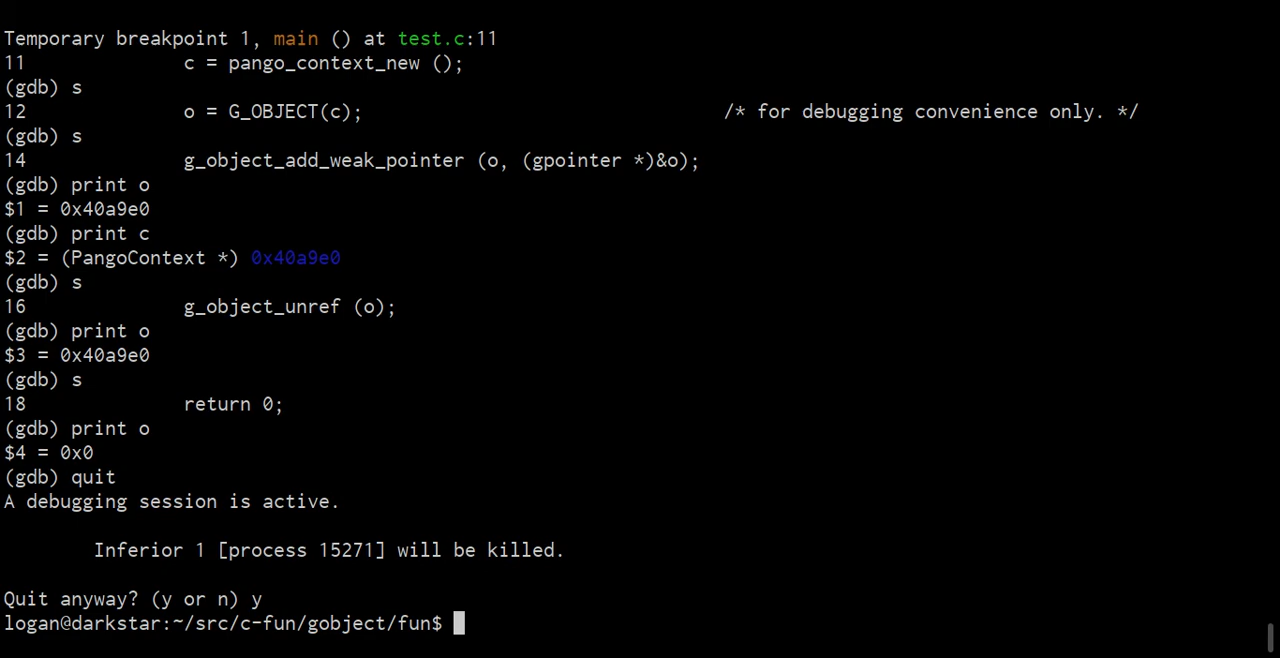 Temporary breakpoint 1, main () at test.c:11
11              c = pango_context_new ();
(gdb) s
12              o = G_OBJECT(c);                                /* for debugging convenience only. */
(gdb) s
14              g_object_add_weak_pointer (o, (gpointer *)&o);
(gdb) print o
$1 = 0x40a9e0
(gdb) print c
$2 = (PangoContext *) 0x40a9e0
(gdb) s
16              g_object_unref (o);
(gdb) print o
$3 = 0x40a9e0
(gdb) s
18              return 0;
(gdb) print o
$4 = 0x0
(gdb) quit
A debugging session is active.
        Inferior 1 [process 15271] will be killed.
Quit anyway? (y or n) y
logan@darkstar:~/src/c-fun/gobject/fun$